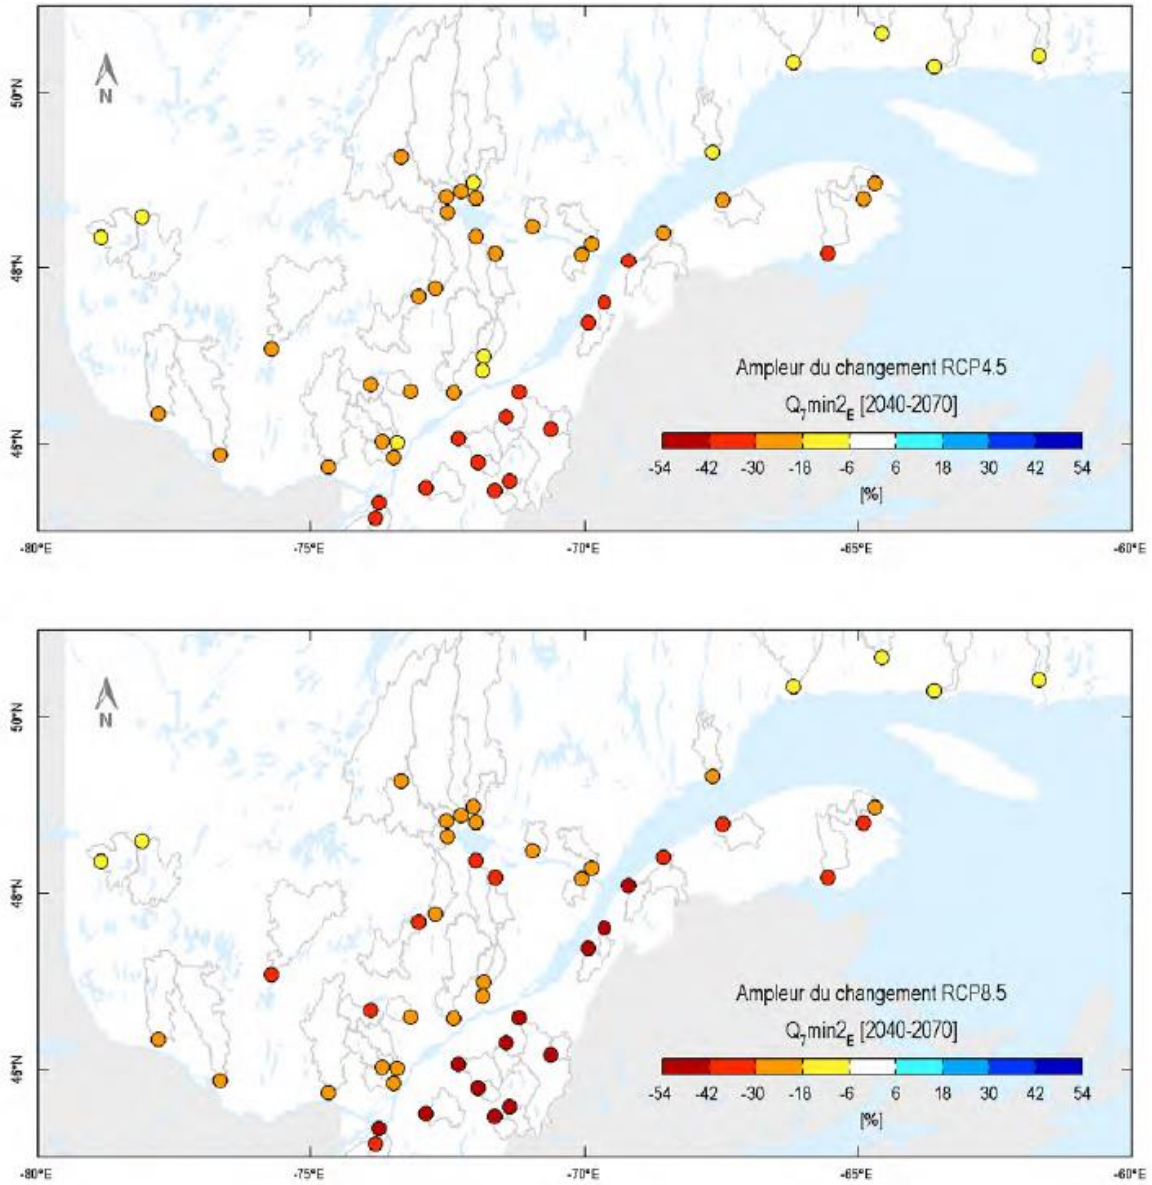 50°N
N
48°N
46°N
Ampleur du changement RCP4.5
Q7min2E [2040-2070]
-54 -42 -30 -18 -6 6 18 30 42 54
[%]
-80°E -75°E -70°E -65°E -60°E
50°N
N
48°N
46°N
Ampleur du changement RCP8.5
Q7min2E [2040-2070]
-54 -42 -30 -18 -6 6 18 30 42 54
[%]
-80°E -75°E -70°E -65°E -60°E